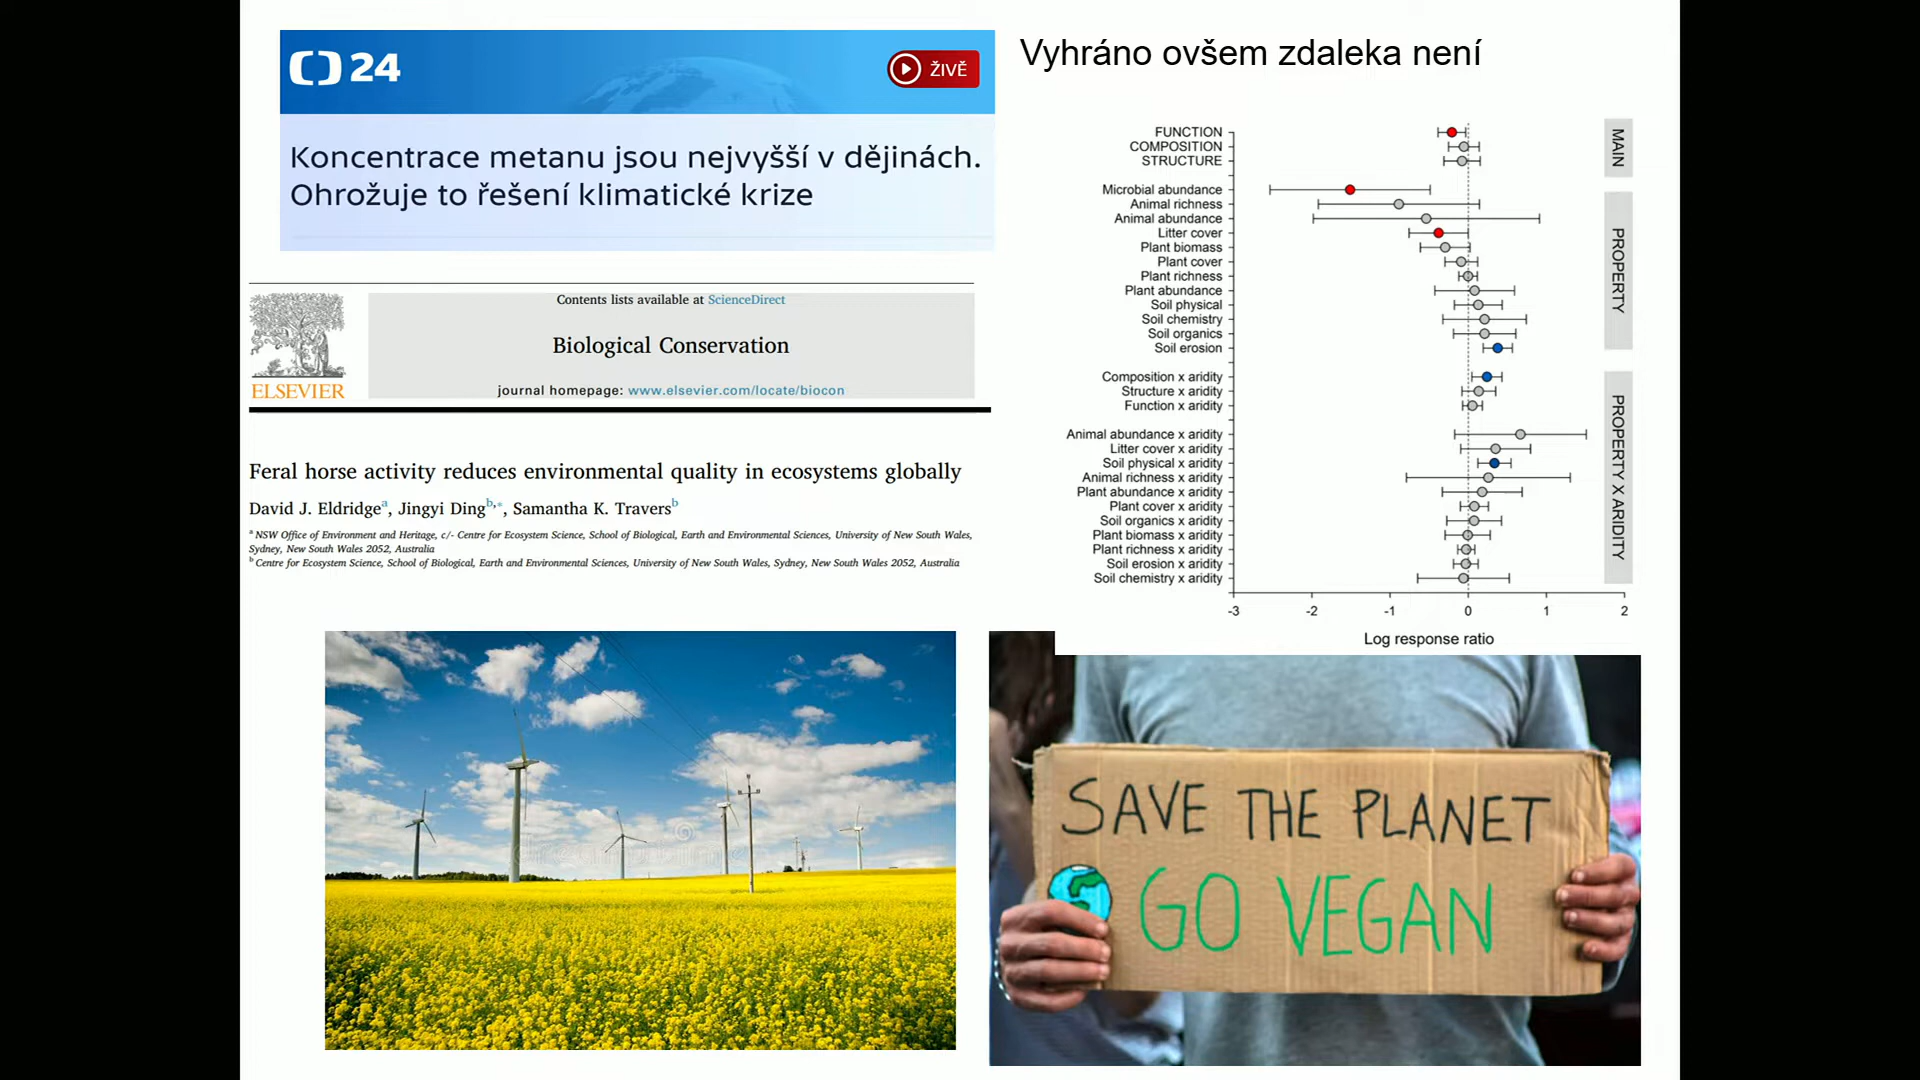 24
ŽIVĚ
Koncentrace metanu jsou nejvyšší v dějinách.
Ohrožuje to řešení klimatické krize
Contents lists available at ScienceDirect
Biological Conservation
journal homepage: www.elsevier.com/locate/biocon
ELSEVIER
Feral horse activity reduces environmental quality in ecosystems globally
David J. Eldridgeᵃ, Jingyi Dingᵇ,*, Samantha K. Traversᵇ
ᵃ NSW Office of Environment and Heritage, c/- Centre for Ecosystem Science, School of Biological, Earth and Environmental Sciences, University of New South Wales,
Sydney, New South Wales 2052, Australia
ᵇ Centre for Ecosystem Science, School of Biological, Earth and Environmental Sciences, University of New South Wales, Sydney, New South Wales 2052, Australia
Vyhráno ovšem zdaleka není
FUNCTION
COMPOSITION
STRUCTURE
MAIN
Microbial abundance
Animal richness
Animal abundance
Litter cover
Plant biomass
Plant cover
Plant richness
Plant abundance
Soil physical
Soil chemistry
Soil organics
Soil erosion
PROPERTY
Composition x aridity
Structure x aridity
Function x aridity
Animal abundance x aridity
Litter cover x aridity
Soil physical x aridity
Animal richness x aridity
Plant abundance x aridity
Plant cover x aridity
Soil organics x aridity
Plant biomass x aridity
Plant richness x aridity
Soil erosion x aridity
Soil chemistry x aridity
PROPERTY X ARIDITY
-3 -2 -1 0 1 2
Log response ratio
SAVE THE PLANET
GO VEGAN